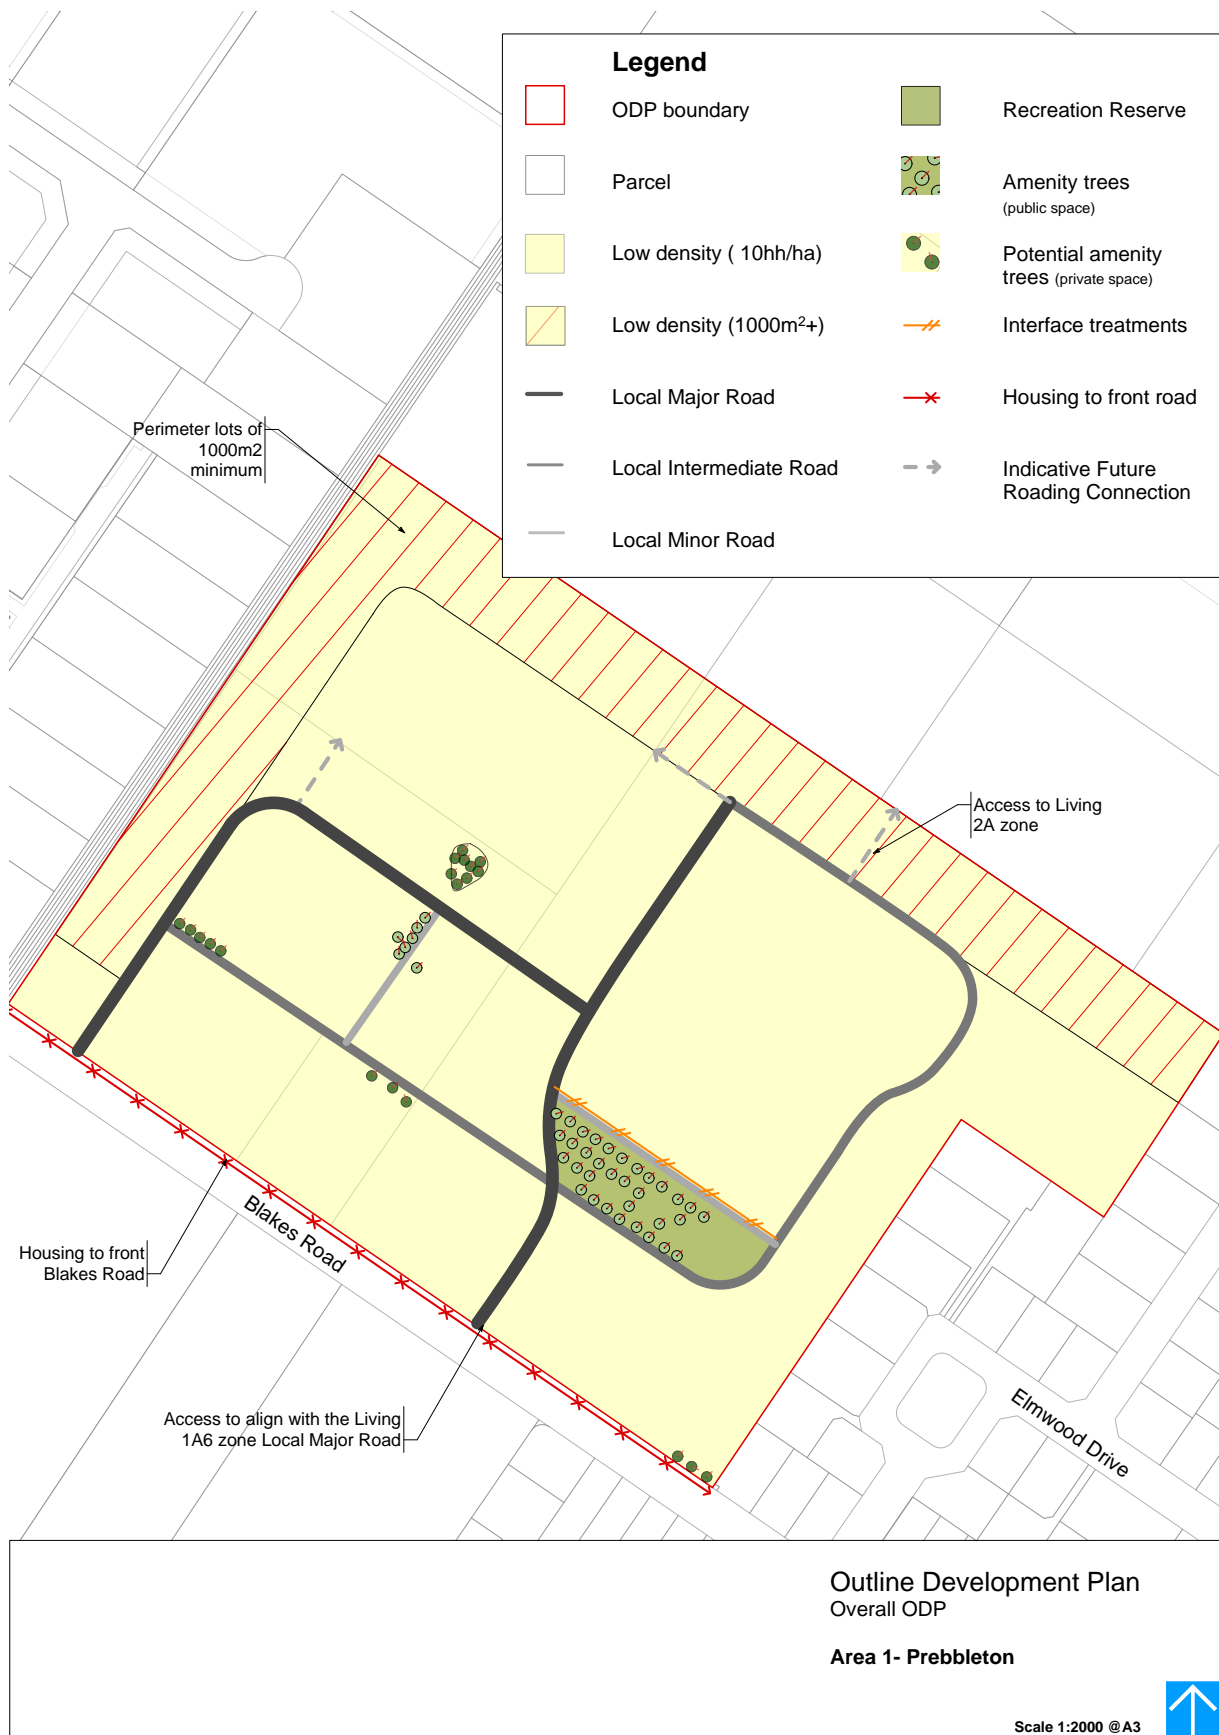 Legend
ODP boundary
Parcel
Low density ( 10hh/ha)
Low density (1000m²+)
Local Major Road
Local Intermediate Road
Local Minor Road
Recreation Reserve
Amenity trees
(public space)
Potential amenity
trees (private space)
Interface treatments
Housing to front road
Indicative Future
Roading Connection
Perimeter lots of
1000m2
minimum
Access to Living
2A zone
Blakes Road
Housing to front
Blakes Road
Access to align with the Living
1A6 zone Local Major Road
Elmwood Drive
Outline Development Plan
Overall ODP
Area 1- Prebbleton
Scale 1:2000 @A3